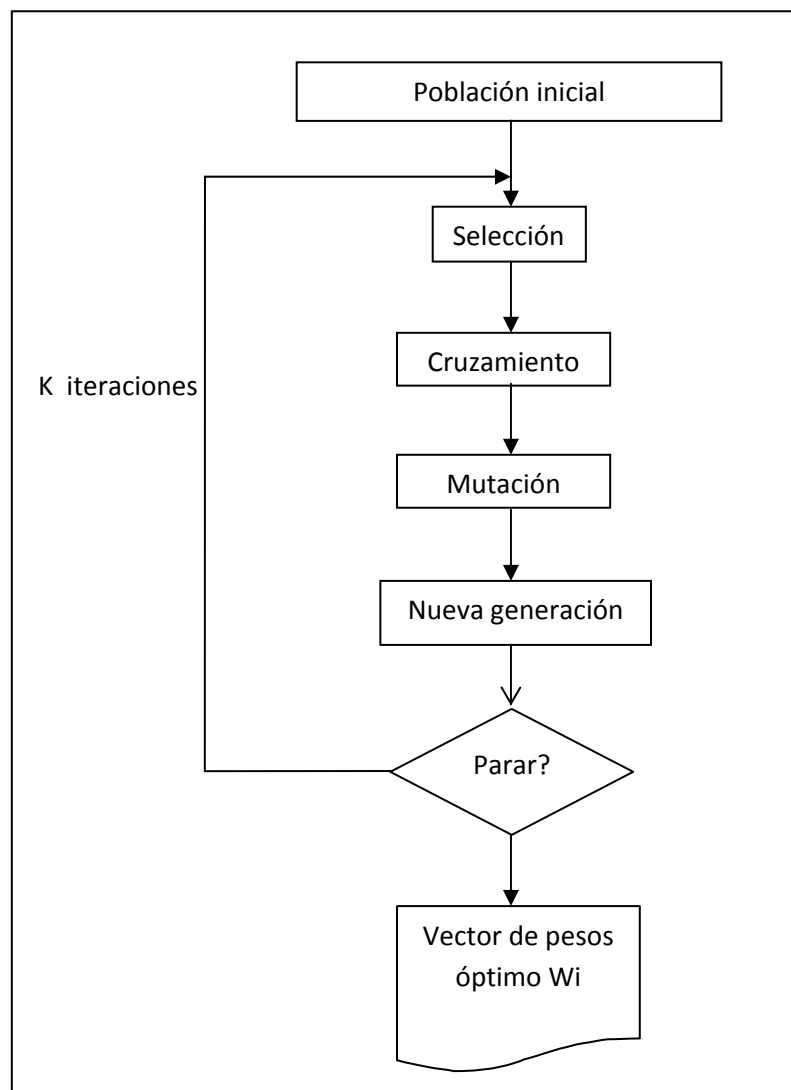 Población inicial
Selección
Cruzamiento
K iteraciones
Mutación
Nueva generación
Parar?
Vector de pesos
óptimo Wi